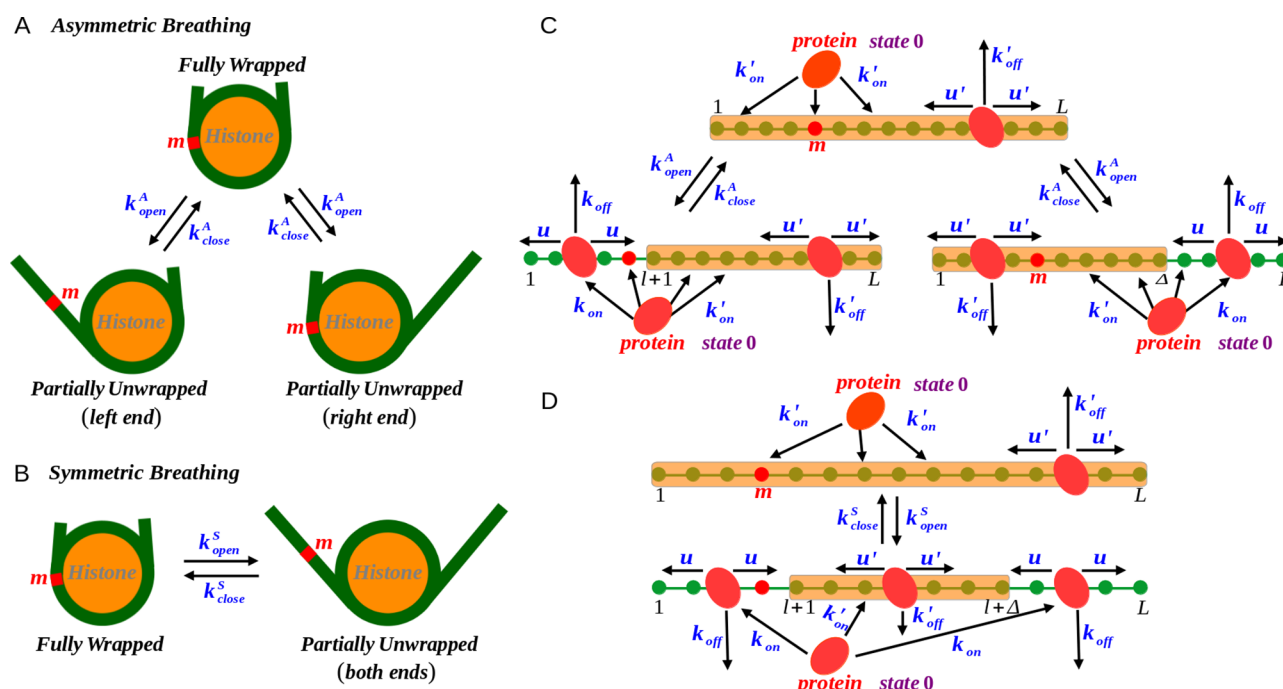 A Asymmetric Breathing
Fully Wrapped
Histone
m
k^A_open
k^A_close
k^A_close
k^A_open
m
Histone
m
Histone
Partially Unwrapped
(left end)
Partially Unwrapped
(right end)
B Symmetric Breathing
m
Histone
k^S_open
k^S_close
m
Histone
Fully Wrapped
Partially Unwrapped
(both ends)
C
protein state 0
k'_on
k'_on
k'_off
u' u'
1
L
m
k^A_open
k^A_close
k^A_close
k^A_open
k_off
u u
u' u'
1
l+1
L
k_on
k'_on
k'_off
protein state 0
u' u'
k_off
u u
1
m
Δ
k'_off
k'_on
k_on
protein state 0
D
protein state 0
k'_on
k'_on
k'_off
u' u'
1
m
L
k^S_close
k^S_open
u u
u' u'
u u
1
l+1
l+Δ
L
k_off
k_on
k'_on
k'_off
k_on
k_off
protein state 0